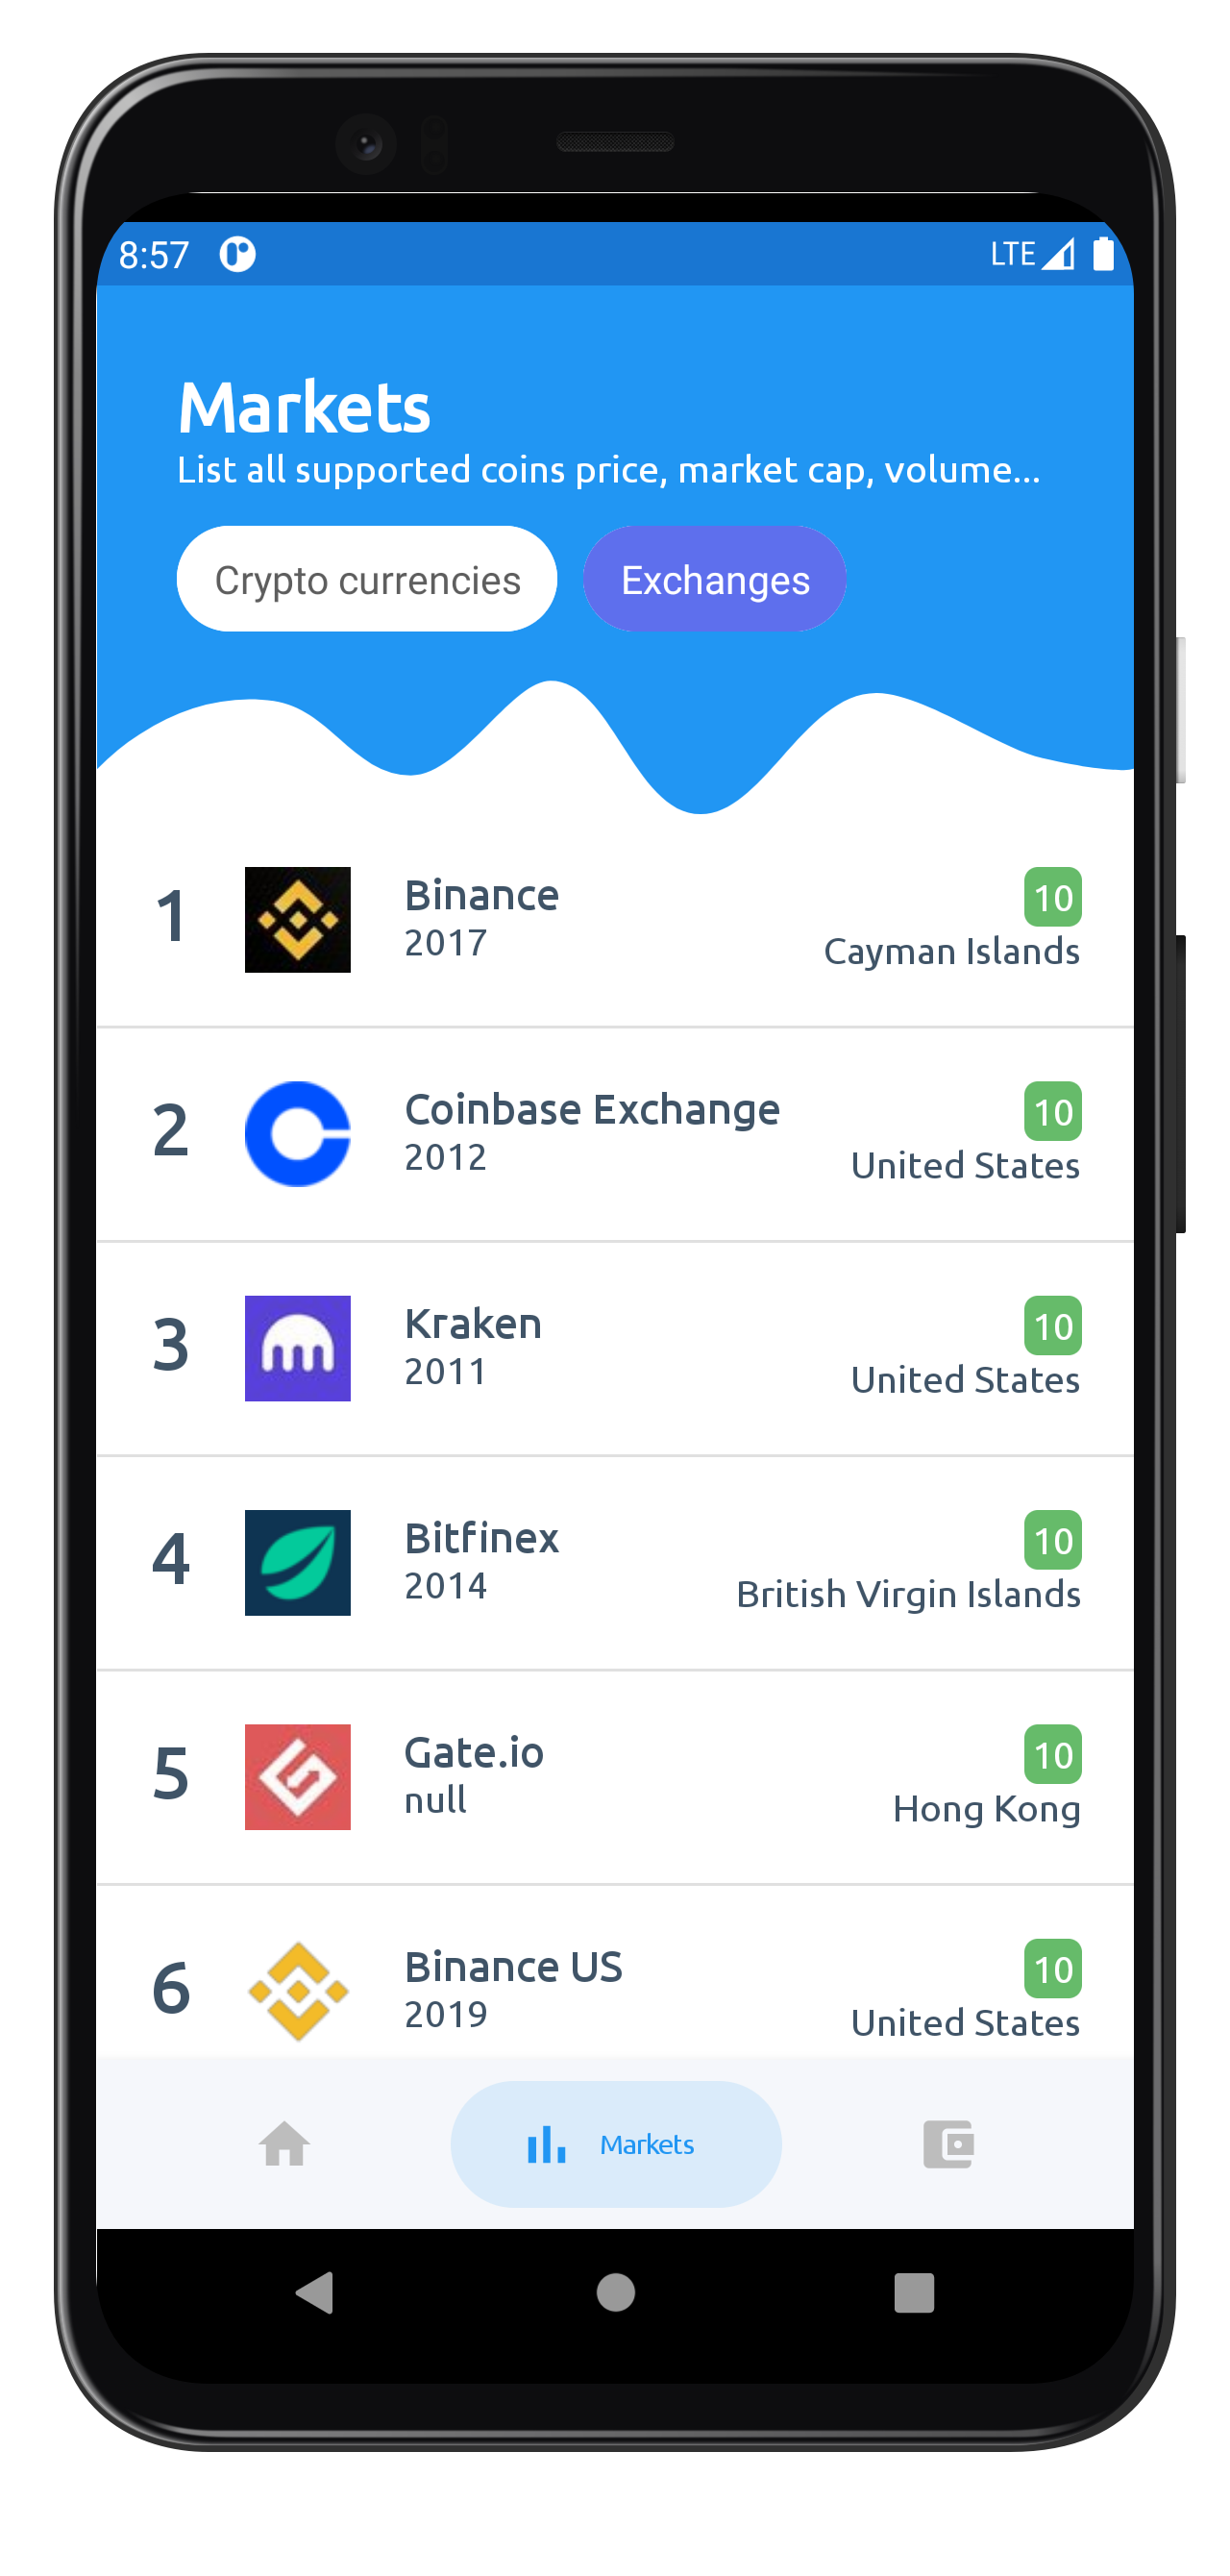 8:57 LTE
Markets
List all supported coins price, market cap, volume...
Crypto currencies Exchanges
1 Binance 10
2017 Cayman Islands
2 Coinbase Exchange 10
2012 United States
3 Kraken 10
2011 United States
4 Bitfinex 10
2014 British Virgin Islands
5 Gate.io 10
null Hong Kong
6 Binance US 10
2019 United States
Markets